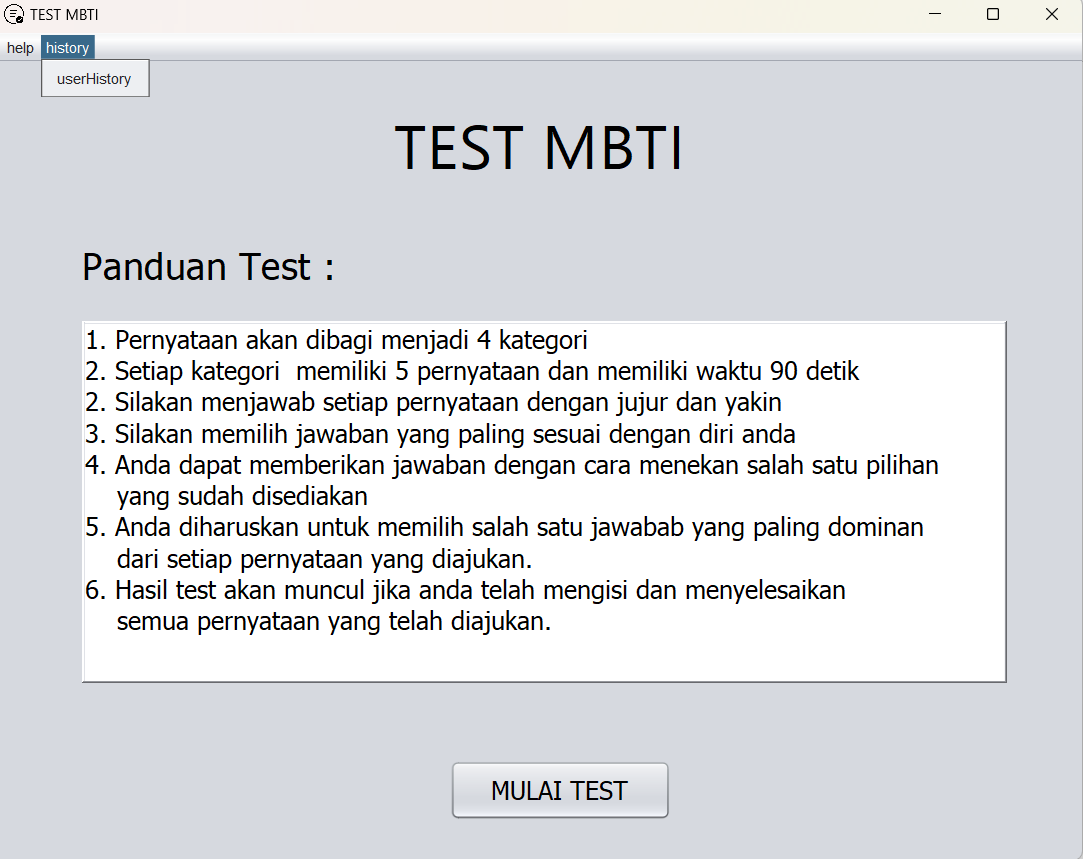 TEST MBTI
help history
userHistory
TEST MBTI
Panduan Test :
1. Pernyataan akan dibagi menjadi 4 kategori
2. Setiap kategori  memiliki 5 pernyataan dan memiliki waktu 90 detik
2. Silakan menjawab setiap pernyataan dengan jujur dan yakin
3. Silakan memilih jawaban yang paling sesuai dengan diri anda
4. Anda dapat memberikan jawaban dengan cara menekan salah satu pilihan
yang sudah disediakan
5. Anda diharuskan untuk memilih salah satu jawabab yang paling dominan
dari setiap pernyataan yang diajukan.
6. Hasil test akan muncul jika anda telah mengisi dan menyelesaikan
semua pernyataan yang telah diajukan.
MULAI TEST